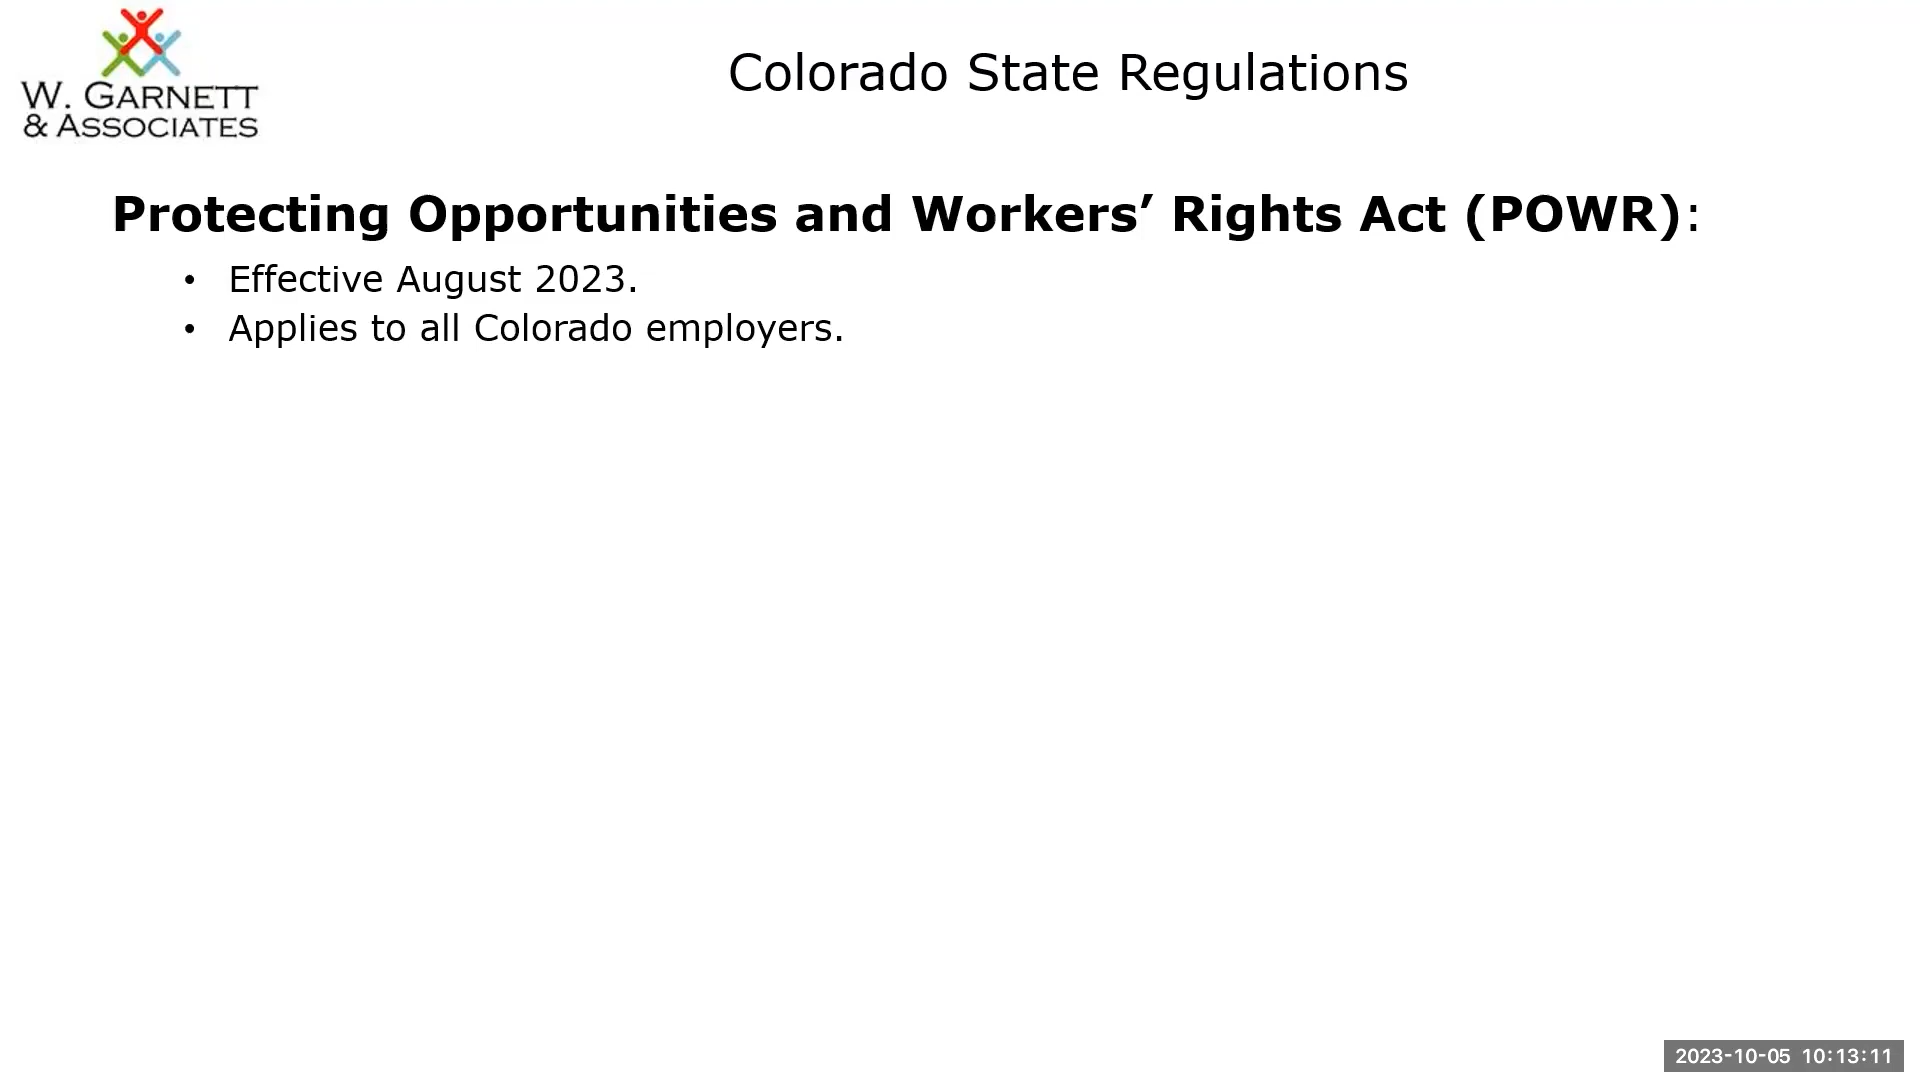 W. GARNETT
& ASSOCIATES
Colorado State Regulations
Protecting Opportunities and Workers’ Rights Act (POWR):
• Effective August 2023.
• Applies to all Colorado employers.
2023-10-05 10:13:11